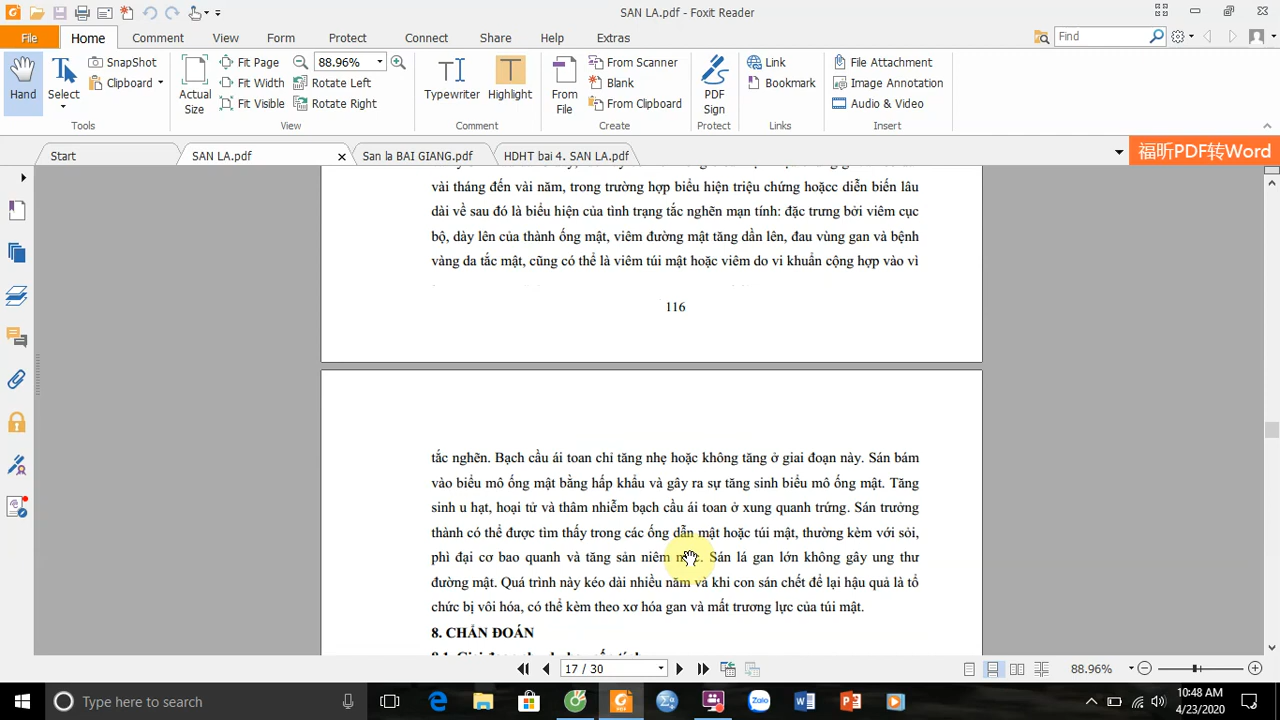 SAN LA.pdf - Foxit Reader
File Home Comment View Form Protect Connect Share Help Extras Find
Hand
Select
SnapShot
Clipboard
Tools
Actual Size
Fit Page
Fit Width
Fit Visible
88.96%
Rotate Left
Rotate Right
View
Typewriter
Highlight
Comment
From File
From Scanner
Blank
From Clipboard
Create
PDF Sign
Protect
Link
Bookmark
Links
File Attachment
Image Annotation
Audio & Video
Insert
Start SAN LA.pdf San la BAI GIANG.pdf HDHT bai 4. SAN LA.pdf 福昕PDF转Word
vài tháng đến vài năm, trong trường hợp biểu hiện triệu chứng hoặcc diễn biến lâu
dài về sau đó là biểu hiện của tình trạng tắc nghẽn mạn tính: đặc trưng bởi viêm cục
bộ, dày lên của thành ống mật, viêm đường mật tăng dần lên, đau vùng gan và bệnh
vàng da tắc mật, cũng có thể là viêm túi mật hoặc viêm do vi khuẩn cộng hợp vào vì
116
tắc nghẽn. Bạch cầu ái toan chỉ tăng nhẹ hoặc không tăng ở giai đoạn này. Sán bám
vào biểu mô ống mật bằng hấp khẩu và gây ra sự tăng sinh biểu mô ống mật. Tăng
sinh u hạt, hoại tử và thâm nhiễm bạch cầu ái toan ở xung quanh trứng. Sán trưởng
thành có thể được tìm thấy trong các ống dẫn mật hoặc túi mật, thường kèm với sỏi,
phì đại cơ bao quanh và tăng sản niêm Sán lá gan lớn không gây ung thư
đường mật. Quá trình này kéo dài nhiều năm và khi con sán chết để lại hậu quả là tổ
chức bị vôi hóa, có thể kèm theo xơ hóa gan và mất trương lực của túi mật.
8. CHẨN ĐOÁN
17 / 30
88.96%
Type here to search
10:48 AM
4/23/2020